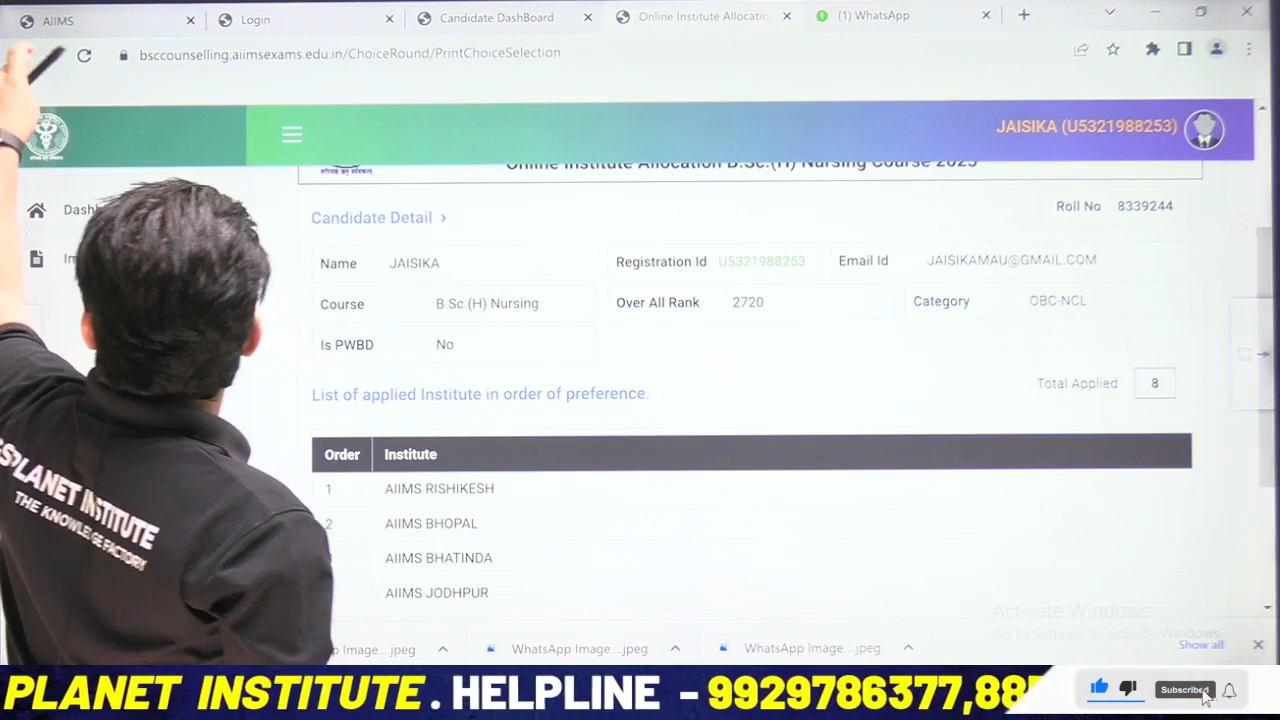 AIIMS
Login
Candidate DashBoard
Online Institute Allocatio
(1) WhatsApp
bsccounselling.aiimsexams.edu.in/ChoiceRound/PrintChoiceSelection
JAISIKA (U5321988253)
Online Institute Allocation B.Sc.(H) Nursing Course 2023
Candidate Detail
Roll No 8339244
Name JAISIKA
Registration Id U5321988253
Email Id JAISIKAMAU@GMAIL.COM
Course B.Sc (H) Nursing
Over All Rank 2720
Category OBC-NCL
Is PWBD No
List of applied Institute in order of preference.
Total Applied 8
Order Institute
1 AIIMS RISHIKESH
2 AIIMS BHOPAL
AIIMS BHATINDA
AIIMS JODHPUR
Activate Windows
Go to Settings to activate Windows.
Image....jpeg
WhatsApp Image....jpeg
WhatsApp Image....jpeg
Show all
PLANET INSTITUTE
THE KNOWLEDGE FACTORY
PLANET INSTITUTE. HELPLINE - 9929786377,
Subscribed